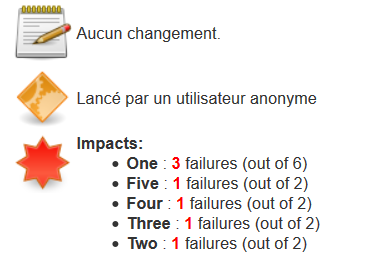 Aucun changement.
Lancé par un utilisateur anonyme
Impacts:
• One : 3 failures (out of 6)
• Five : 1 failures (out of 2)
• Four : 1 failures (out of 2)
• Three : 1 failures (out of 2)
• Two : 1 failures (out of 2)